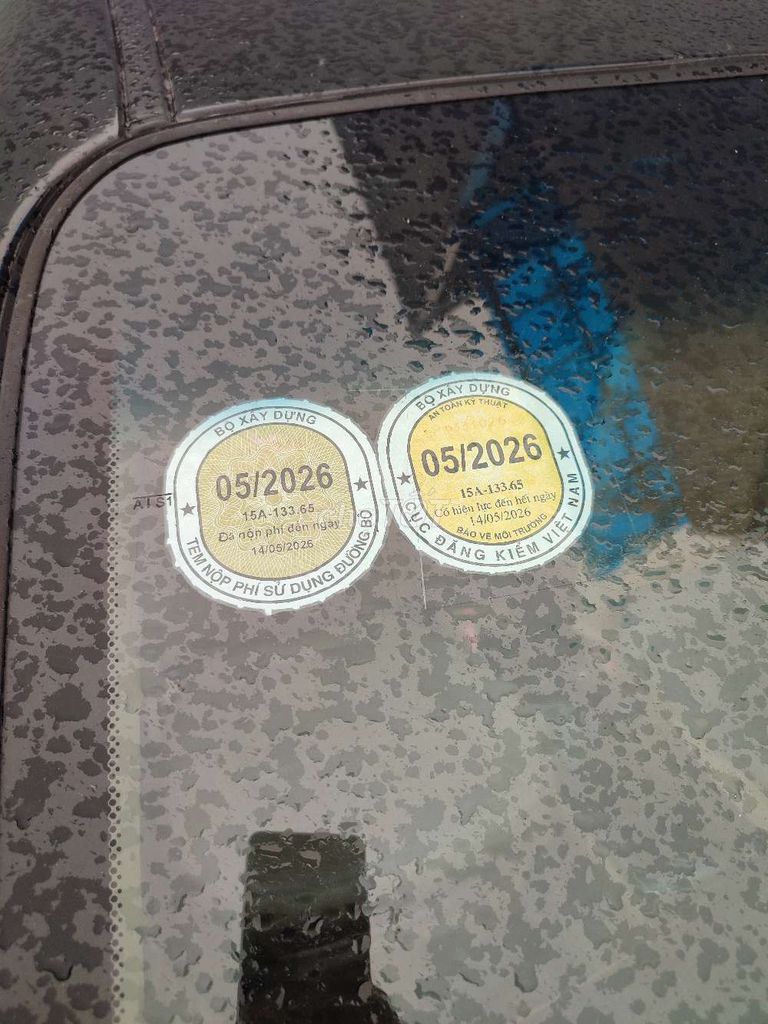 BỘ XÂY DỰNG
05/2026
15A-133.65
Đã nộp phí đến ngày
14/05/2026
TEM NỘP PHÍ SỬ DỤNG ĐƯỜNG BỘ
BỘ XÂY DỰNG
AN TOÀN KỸ THUẬT
05/2026
15A-133.65
Có hiệu lực đến hết ngày
14/05/2026
BẢO VỆ MÔI TRƯỜNG
CỤC ĐĂNG KIỂM VIỆT NAM
AIS1